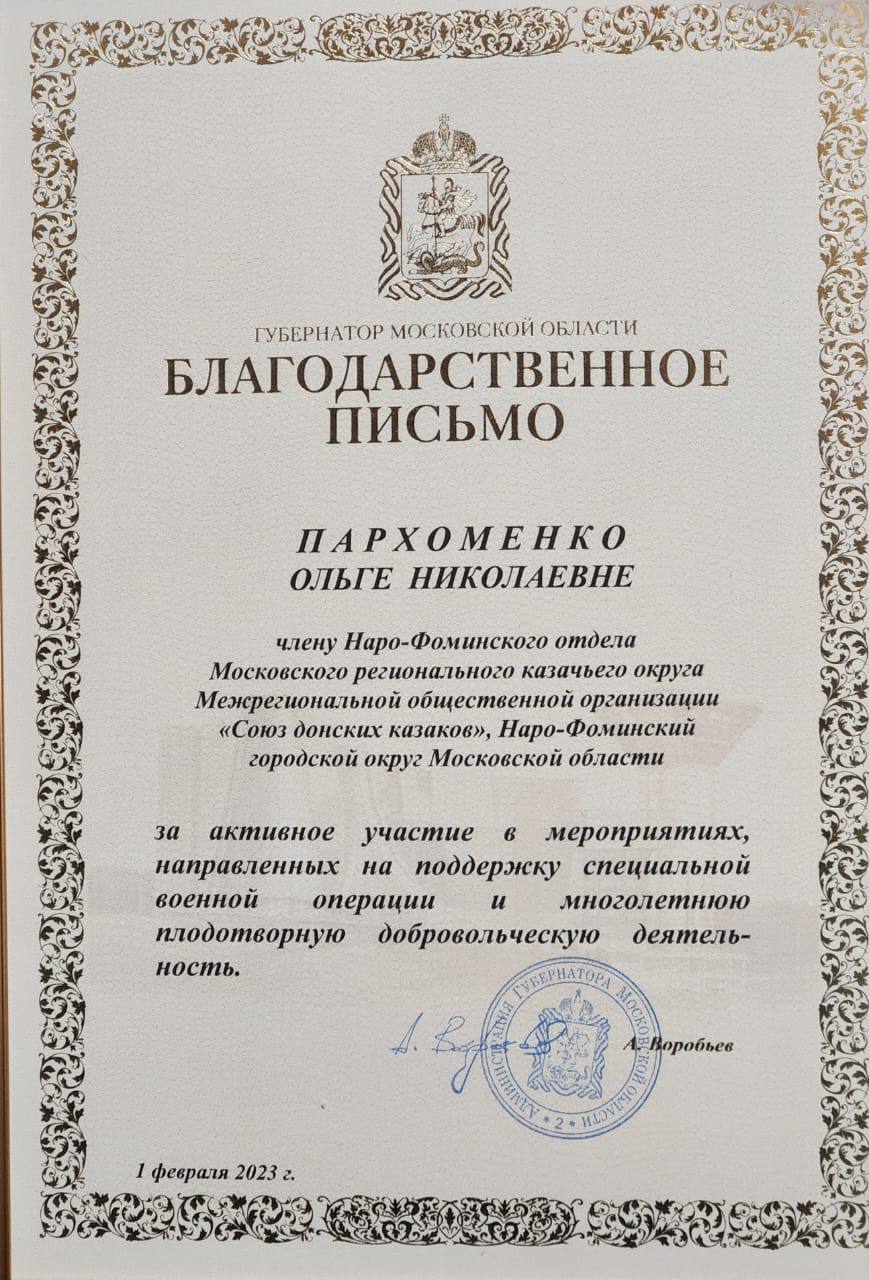 ГУБЕРНАТОР МОСКОВСКОЙ ОБЛАСТИ
БЛАГОДАРСТВЕННОЕ
ПИСЬМО
ПАРХОМЕНКО
ОЛЬГЕ НИКОЛАЕВНЕ
члену Наро-Фоминского отдела
Московского регионального казачьего округа
Межрегиональной общественной организации
«Союз донских казаков», Наро-Фоминский
городской округ Московской области
за активное участие в мероприятиях,
направленных на поддержку специальной
военной операции и многолетнюю
плодотворную добровольческую деятель-
ность.
АДМИНИСТРАЦИЯ ГУБЕРНАТОРА МОСКОВСКОЙ ОБЛАСТИ * 2 *
А. Воробьев
1 февраля 2023 г.